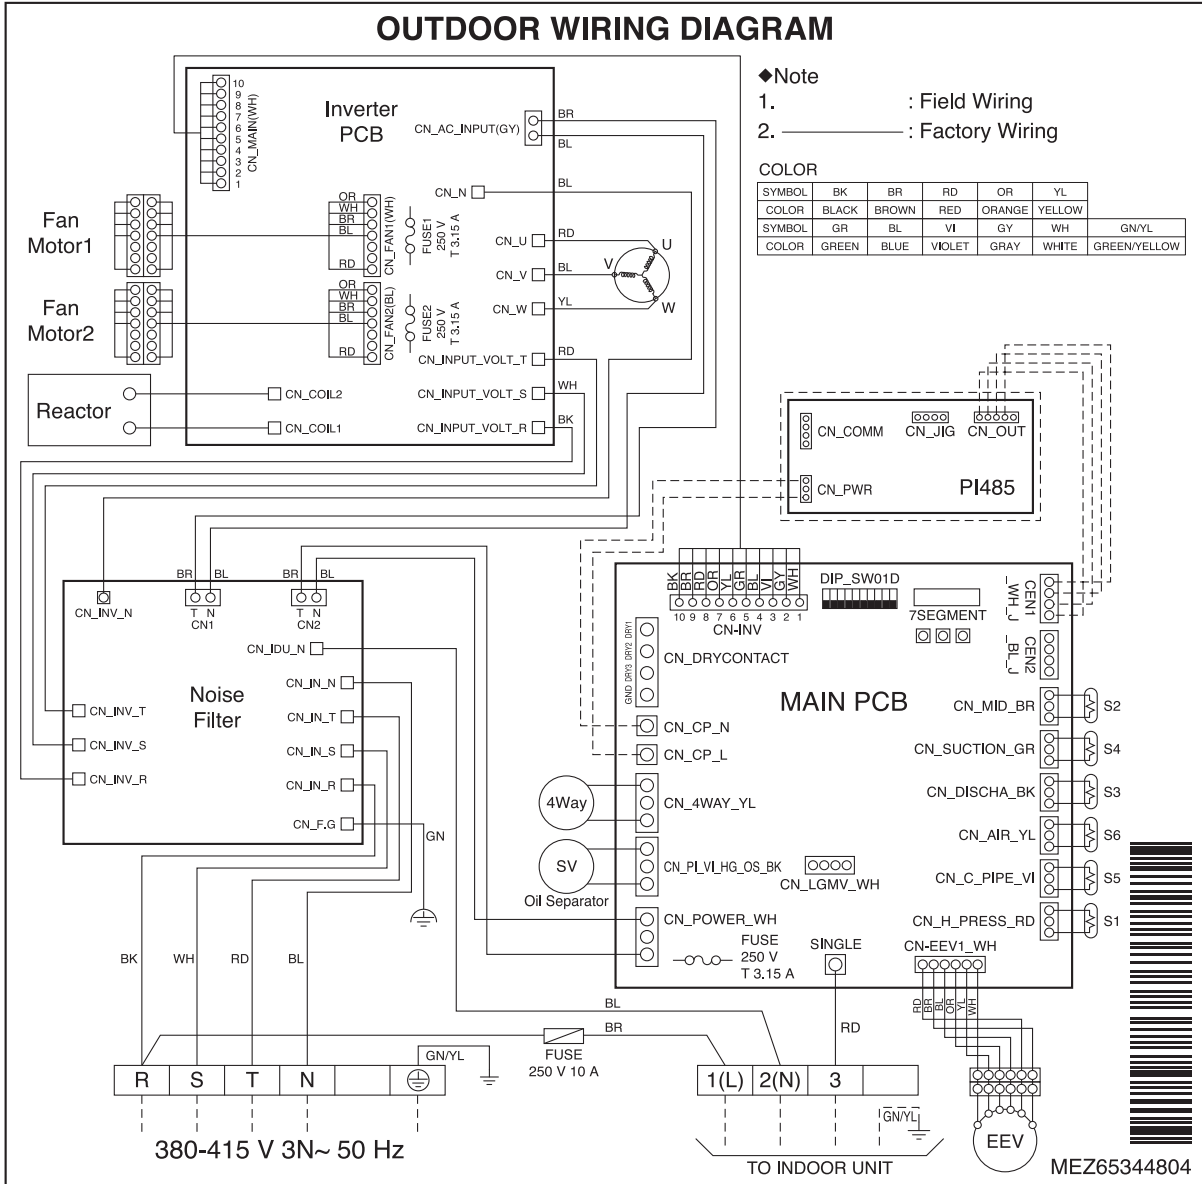 OUTDOOR WIRING DIAGRAM
◆Note
1. : Field Wiring
2. : Factory Wiring
COLOR
SYMBOL BK BR RD OR YL
COLOR BLACK BROWN RED ORANGE YELLOW
SYMBOL GR BL VI GY WH GN/YL
COLOR GREEN BLUE VIOLET GRAY WHITE GREEN/YELLOW
Inverter
PCB
10
9
8
7
6
5
4
3
2
1
CN_MAIN(WH)
CN_AC_INPUT(GY)
BR
BL
CN_N
BL
Fan
Motor1
OR
WH
BR
BL
RD
CN_FAN1(WH)
FUSE1
250 V
T 3.15 A
CN_U
RD
U
CN_V
BL
V
CN_W
YL
W
Fan
Motor2
OR
WH
BR
BL
RD
CN_FAN2(BL)
FUSE2
250 V
T 3.15 A
CN_INPUT_VOLT_T
RD
Reactor
CN_COIL2
CN_COIL1
CN_INPUT_VOLT_S
WH
CN_INPUT_VOLT_R
BK
CN_COMM
CN_JIG
CN_OUT
CN_PWR
PI485
Noise
Filter
CN_INV_N
BR BL
T N
CN1
BR BL
T N
CN2
CN_IDU_N
CN_IN_N
CN_IN_T
CN_IN_S
CN_IN_R
CN_F.G
CN_INV_T
CN_INV_S
CN_INV_R
GN
MAIN PCB
BK BR RD OR YL GR BL VI GY WH
10 9 8 7 6 5 4 3 2 1
CN-INV
DIP_SW01D
7SEGMENT
CEN1
_WH_J
CEN2
_BL_J
GND DRY3 DRY2 DRY1
CN_DRYCONTACT
CN_CP_N
CN_CP_L
CN_MID_BR
S2
CN_SUCTION_GR
S4
CN_DISCHA_BK
S3
CN_AIR_YL
S6
CN_C_PIPE_VI
S5
CN_H_PRESS_RD
S1
4Way
CN_4WAY_YL
SV
Oil Separator
CN_PI_VI_HG_OS_BK
CN_LGMV_WH
CN_POWER_WH
FUSE
250 V
T 3.15 A
SINGLE
CN-EEV1_WH
RD BR BL OR YL WH
EEV
BK
WH
RD
BL
BL
BR
RD
FUSE
250 V 10 A
GN/YL
R S T N
380-415 V 3N~ 50 Hz
1(L) 2(N) 3
GN/YL
TO INDOOR UNIT
MEZ65344804